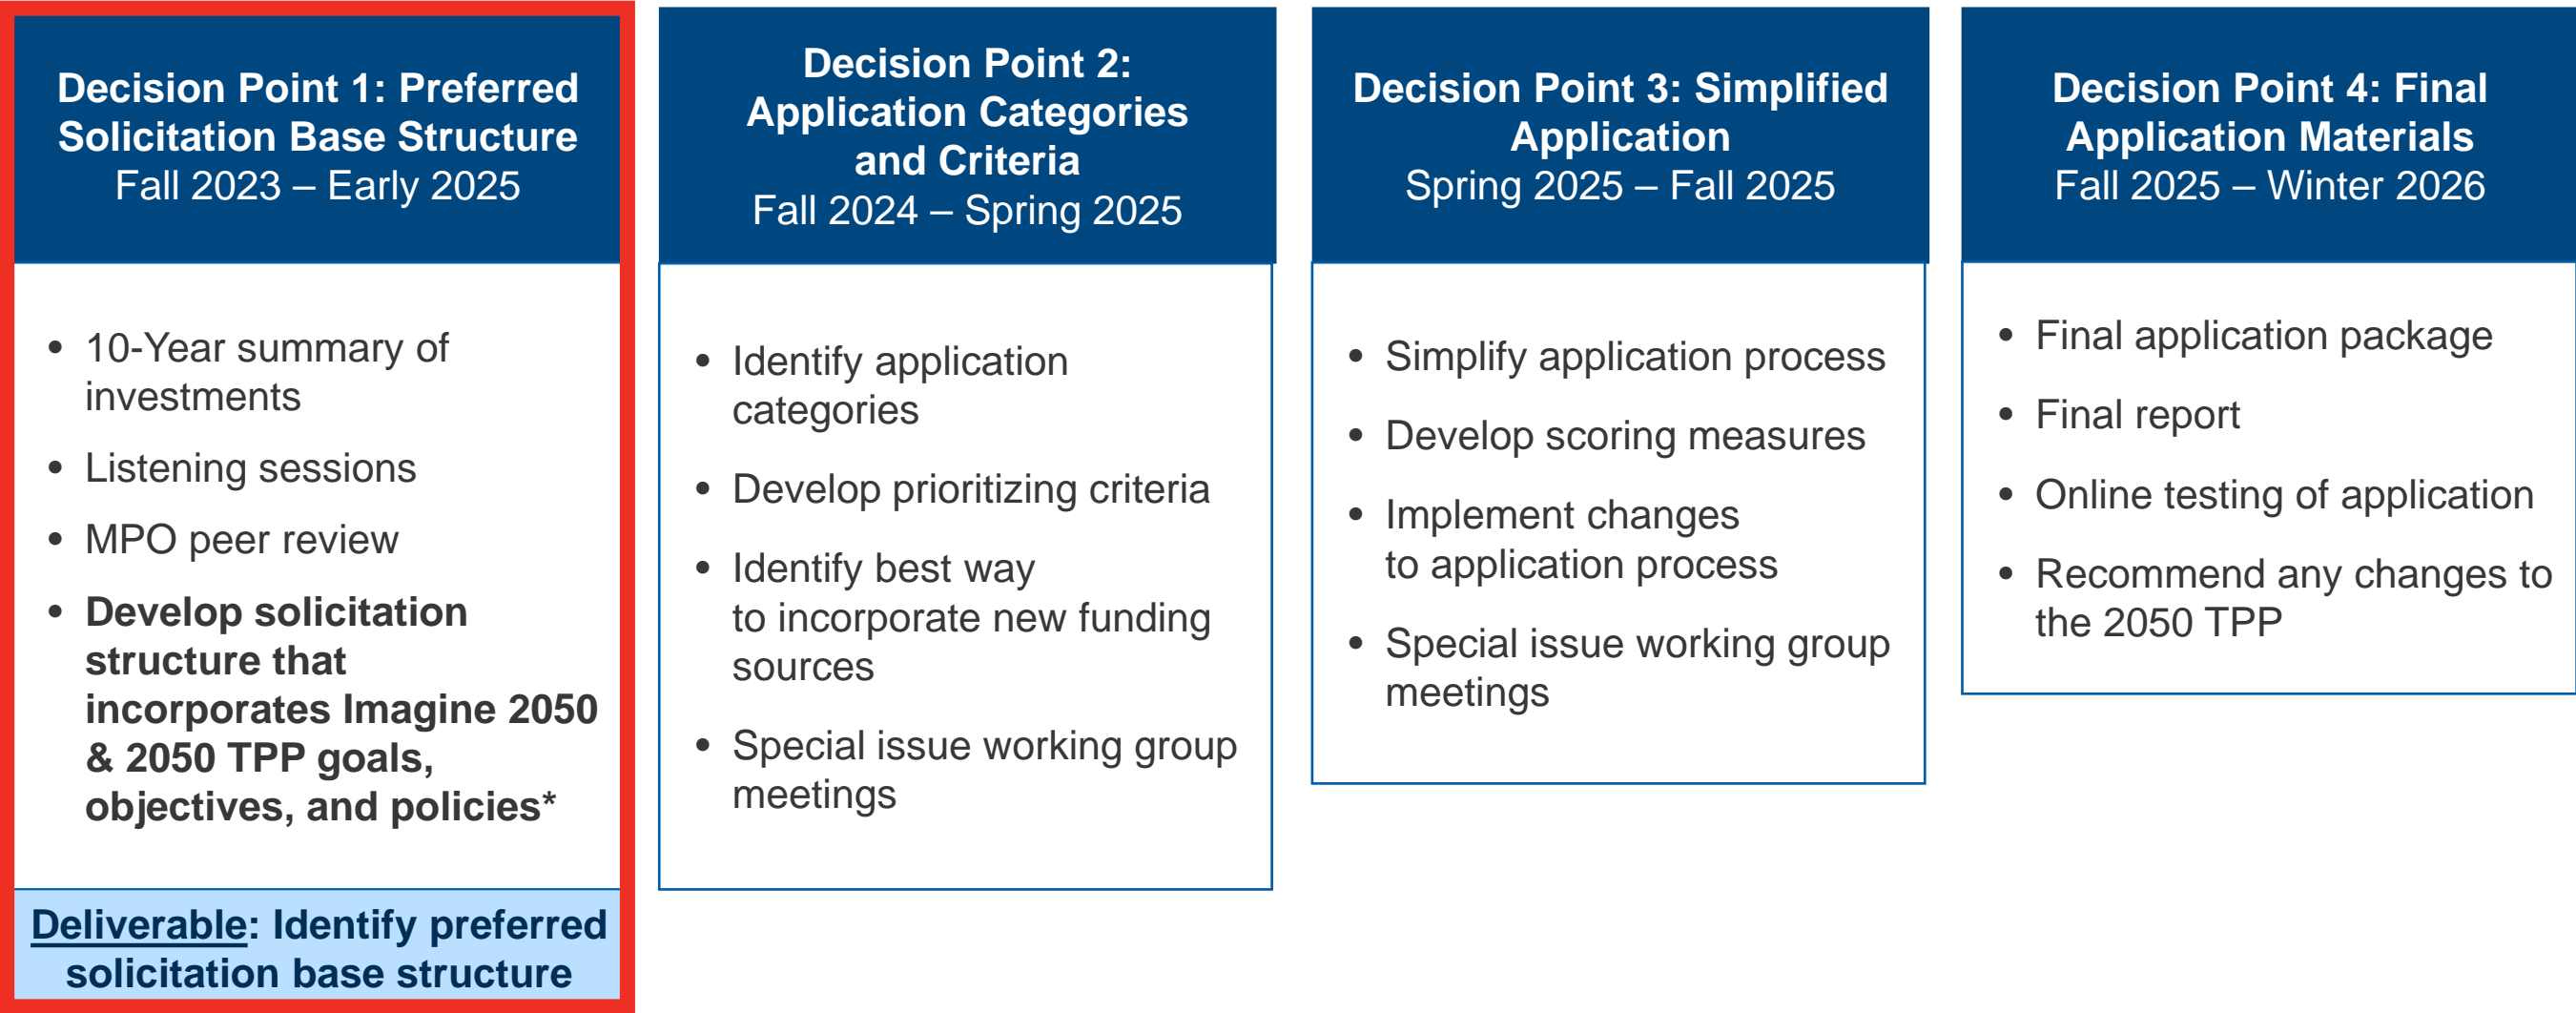 Decision Point 1: Preferred
Solicitation Base Structure
Fall 2023 – Early 2025
• 10-Year summary of
investments
• Listening sessions
• MPO peer review
• Develop solicitation
structure that
incorporates Imagine 2050
& 2050 TPP goals,
objectives, and policies*
Deliverable: Identify preferred
solicitation base structure
Decision Point 2:
Application Categories
and Criteria
Fall 2024 – Spring 2025
• Identify application
categories
• Develop prioritizing criteria
• Identify best way
to incorporate new funding
sources
• Special issue working group
meetings
Decision Point 3: Simplified
Application
Spring 2025 – Fall 2025
• Simplify application process
• Develop scoring measures
• Implement changes
to application process
• Special issue working group
meetings
Decision Point 4: Final
Application Materials
Fall 2025 – Winter 2026
• Final application package
• Final report
• Online testing of application
• Recommend any changes to
the 2050 TPP